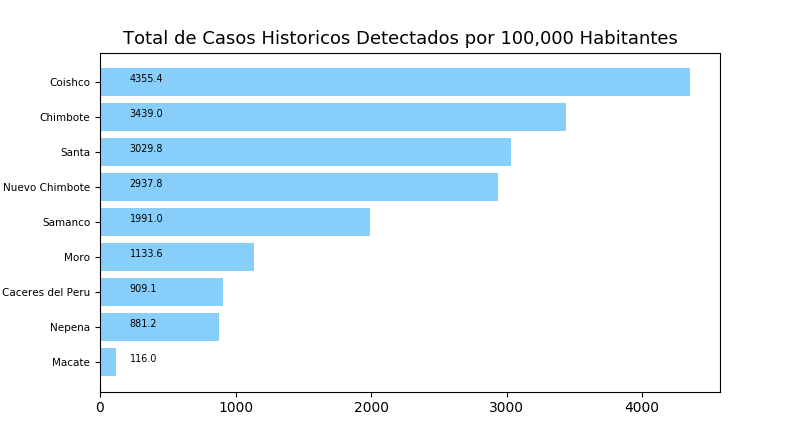 Total de Casos Historicos Detectados por 100,000 Habitantes
Coishco 4355.4
Chimbote 3439.0
Santa 3029.8
Nuevo Chimbote 2937.8
Samanco 1991.0
Moro 1133.6
Caceres del Peru 909.1
Nepena 881.2
Macate 116.0
0 1000 2000 3000 4000